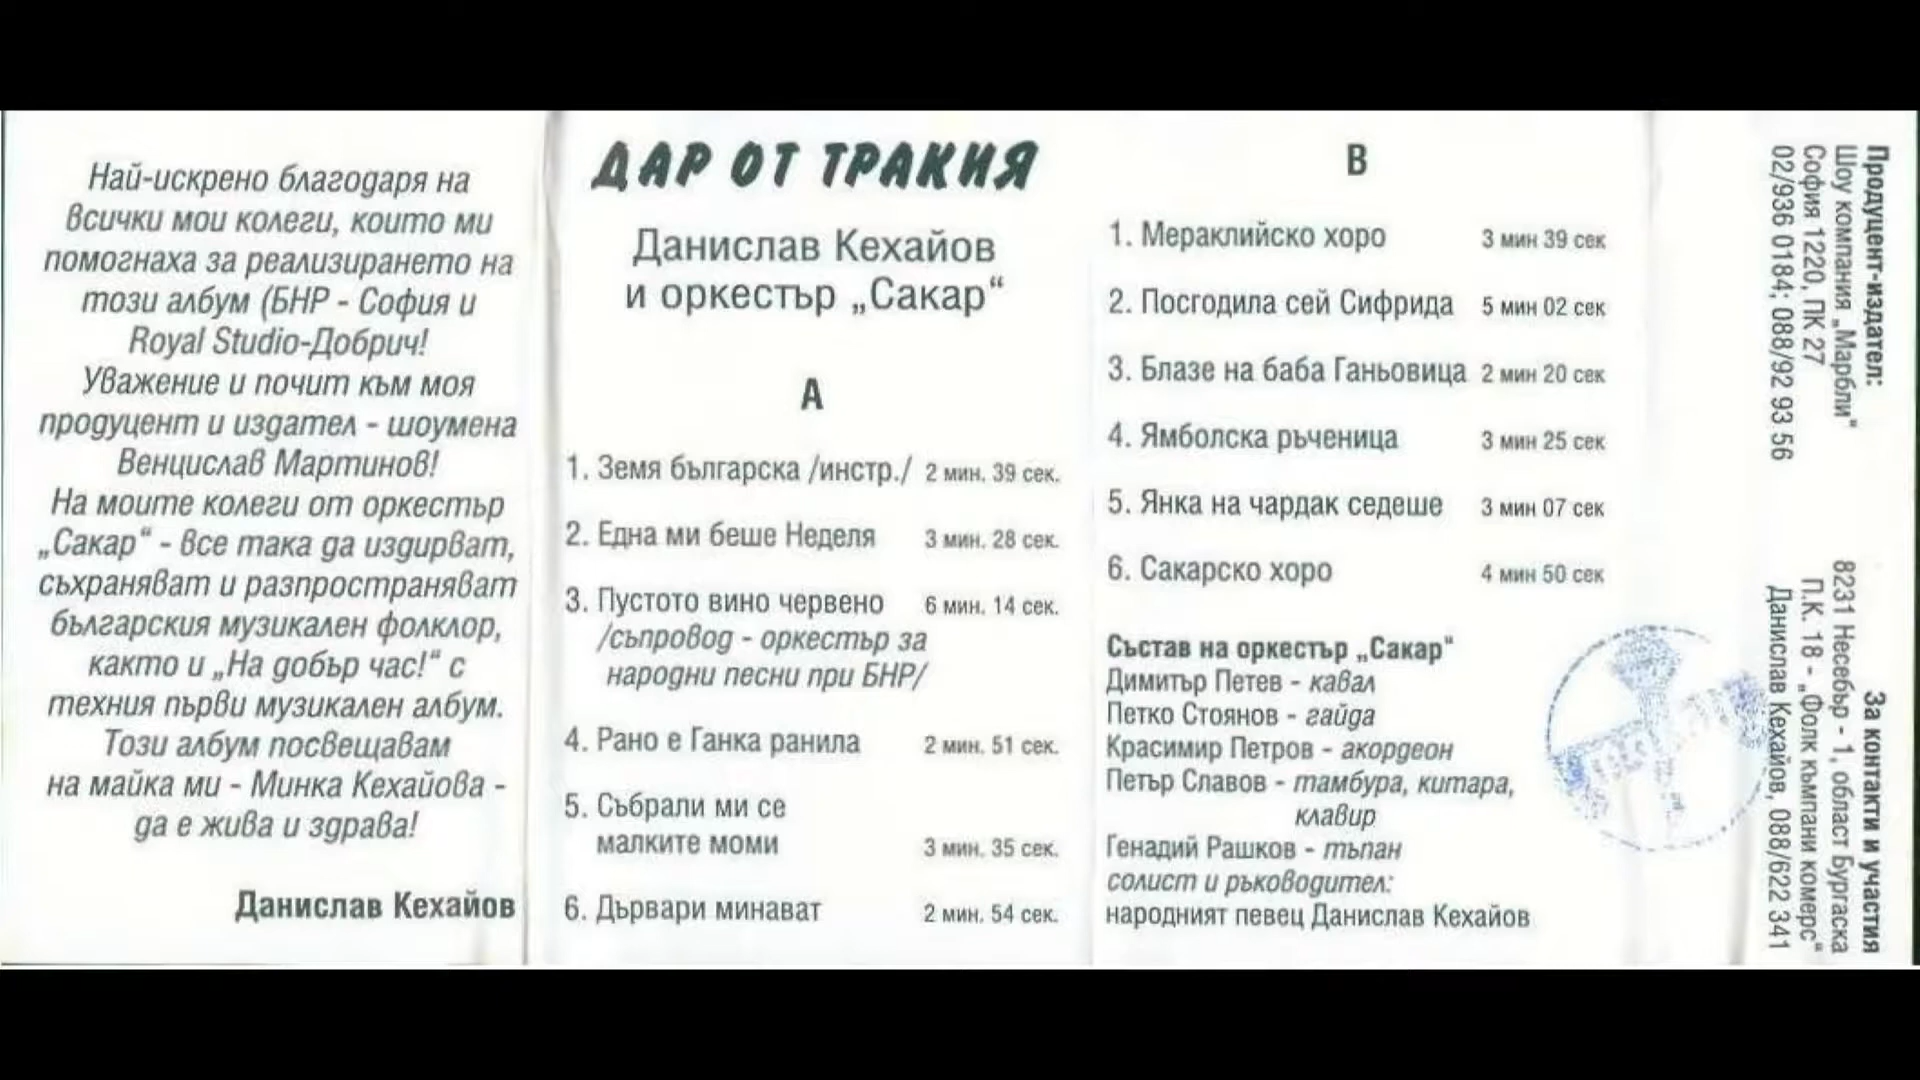 Най-искрено благодаря на
всички мои колеги, които ми
помогнаха за реализирането на
този албум (БНР - София и
Royal Studio-Добрич!
Уважение и почит към моя
продуцент и издател - шоумена
Венцислав Мартинов!
На моите колеги от оркестър
„Сакар“ - все така да издирват,
съхраняват и разпространяват
българския музикален фолклор,
както и „На добър час!“ с
техния първи музикален албум.
Този албум посвещавам
на майка ми - Минка Кехайова -
да е жива и здрава!
Данислав Кехайов
ДАР ОТ ТРАКИЯ
Данислав Кехайов
и оркестър „Сакар“
А
1. Земя българска /инстр./ 2 мин. 39 сек.
2. Една ми беше Неделя 3 мин. 28 сек.
3. Пустото вино червено 6 мин. 14 сек.
/съпровод - оркестър за
народни песни при БНР/
4. Рано е Ганка ранила 2 мин. 51 сек.
5. Събрали ми се
малките моми 3 мин. 35 сек.
6. Дървари минават 2 мин. 54 сек.
В
1. Мераклийско хоро 3 мин 39 сек
2. Посгодила сей Сифрида 5 мин 02 сек
3. Блазе на баба Ганьовица 2 мин 20 сек
4. Ямболска ръченица 3 мин 25 сек
5. Янка на чардак седеше 3 мин 07 сек
6. Сакарско хоро 4 мин 50 сек
Състав на оркестър „Сакар“
Димитър Петев - кавал
Петко Стоянов - гайда
Красимир Петров - акордеон
Петър Славов - тамбура, китара,
клавир
Генадий Рашков - тъпан
солист и ръководител:
народният певец Данислав Кехайов
Продуцент-издател:
Шоу компания „Марбли“
София 1220, ПК 27
02/936 0184; 088/92 93 56
За контакти и участия
8231 Несебър - 1, област Бургаска
П.К. 18 - „Фолк къмпани комерс“
Данислав Кехайов, 088/622 341